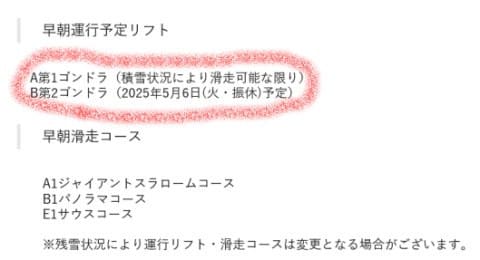 早朝運行予定リフト
A第1ゴンドラ（積雪状況により滑走可能な限り）
B第2ゴンドラ（2025年5月6日(火・振休)予定）
早朝滑走コース
A1ジャイアントスラロームコース
B1パノラマコース
E1サウスコース
※残雪状況により運行リフト・滑走コースは変更となる場合がございます。